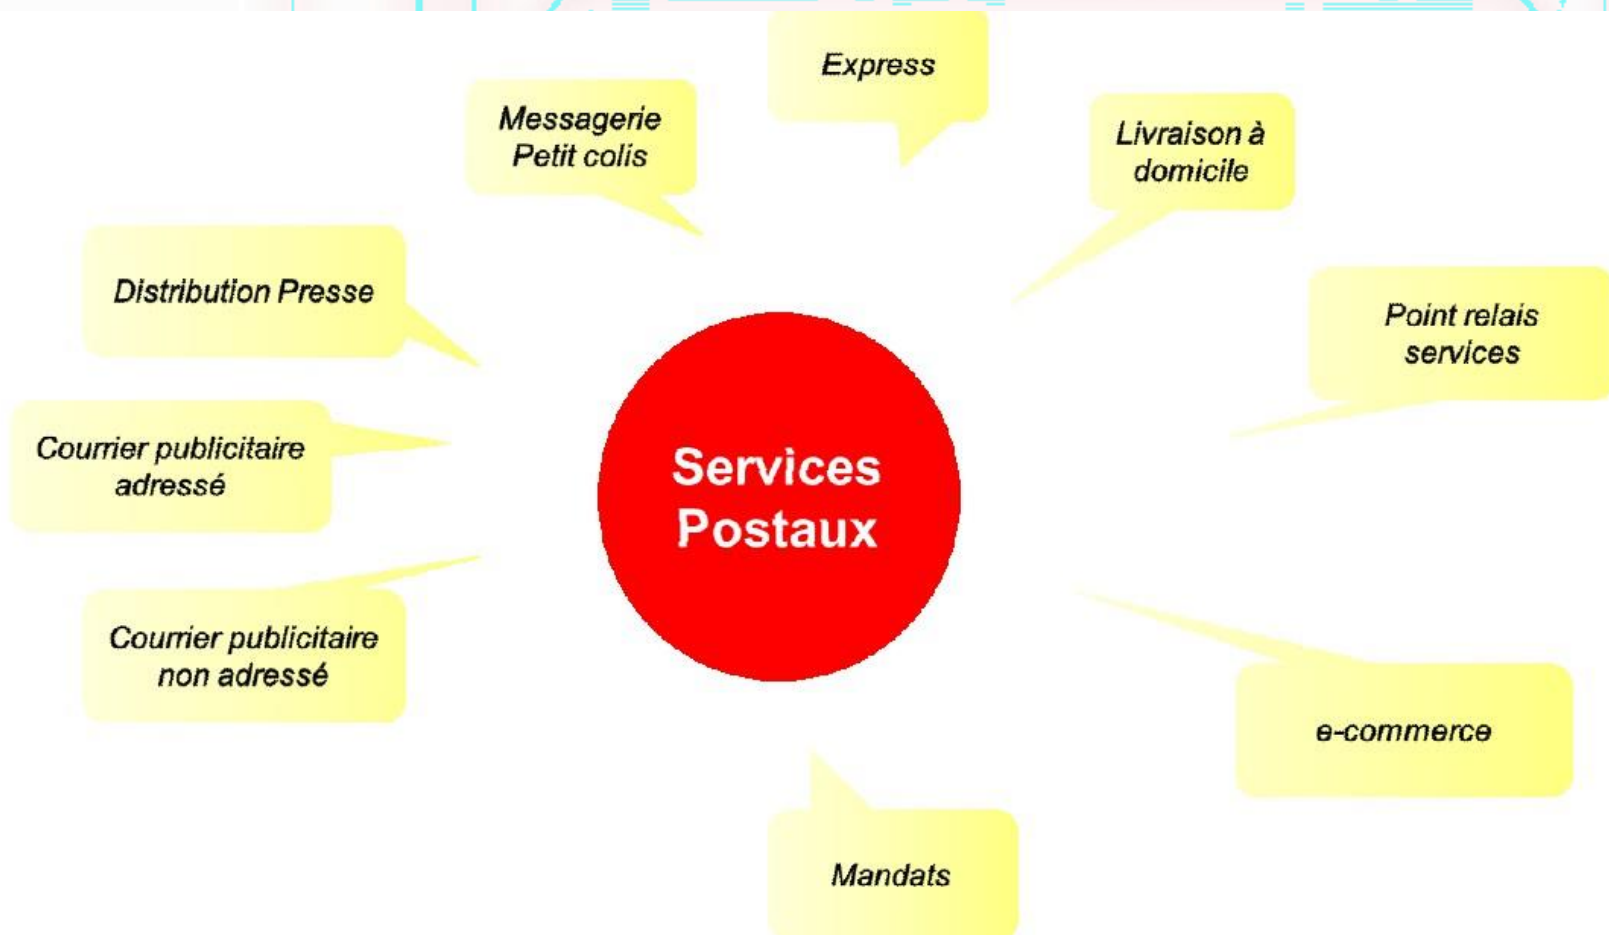 Express
Messagerie
Petit colis
Livraison à
domicile
Distribution Presse
Point relais
services
Courrier publicitaire
adressé
Services
Postaux
Courrier publicitaire
non adressé
e-commerce
Mandats